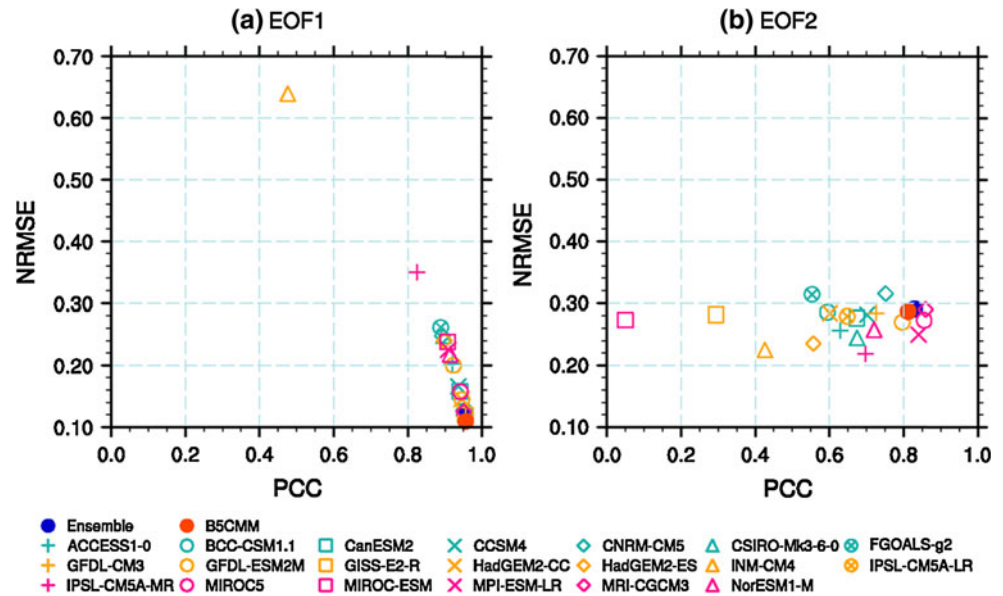 (a) EOF1
(b) EOF2
0.70
0.60
0.50
0.40
0.30
0.20
0.10
NRMSE
0.0 0.2 0.4 0.6 0.8 1.0
PCC
0.70
0.60
0.50
0.40
0.30
0.20
0.10
NRMSE
0.0 0.2 0.4 0.6 0.8 1.0
PCC
Ensemble B5CMM
ACCESS1-0 BCC-CSM1.1 CanESM2 CCSM4 CNRM-CM5 CSIRO-Mk3-6-0 FGOALS-g2
GFDL-CM3 GFDL-ESM2M GISS-E2-R HadGEM2-CC HadGEM2-ES INM-CM4 IPSL-CM5A-LR
IPSL-CM5A-MR MIROC5 MIROC-ESM MPI-ESM-LR MRI-CGCM3 NorESM1-M